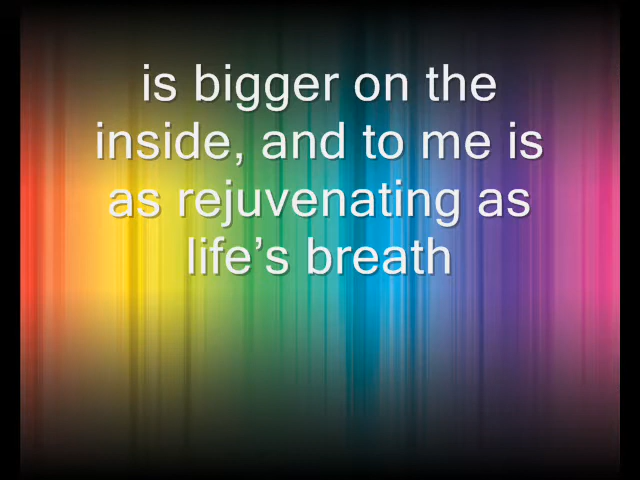 is bigger on the
inside, and to me is
as rejuvenating as
life’s breath